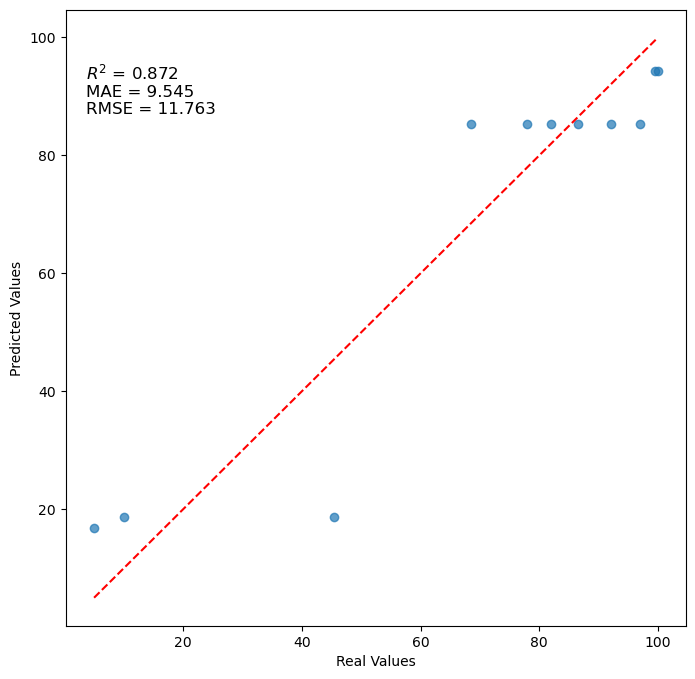 100
R² = 0.872
MAE = 9.545
RMSE = 11.763
80
60
40
20
Predicted Values
20 40 60 80 100
Real Values